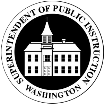 SUPERINTENDENT OF PUBLIC INSTRUCTION
WASHINGTON